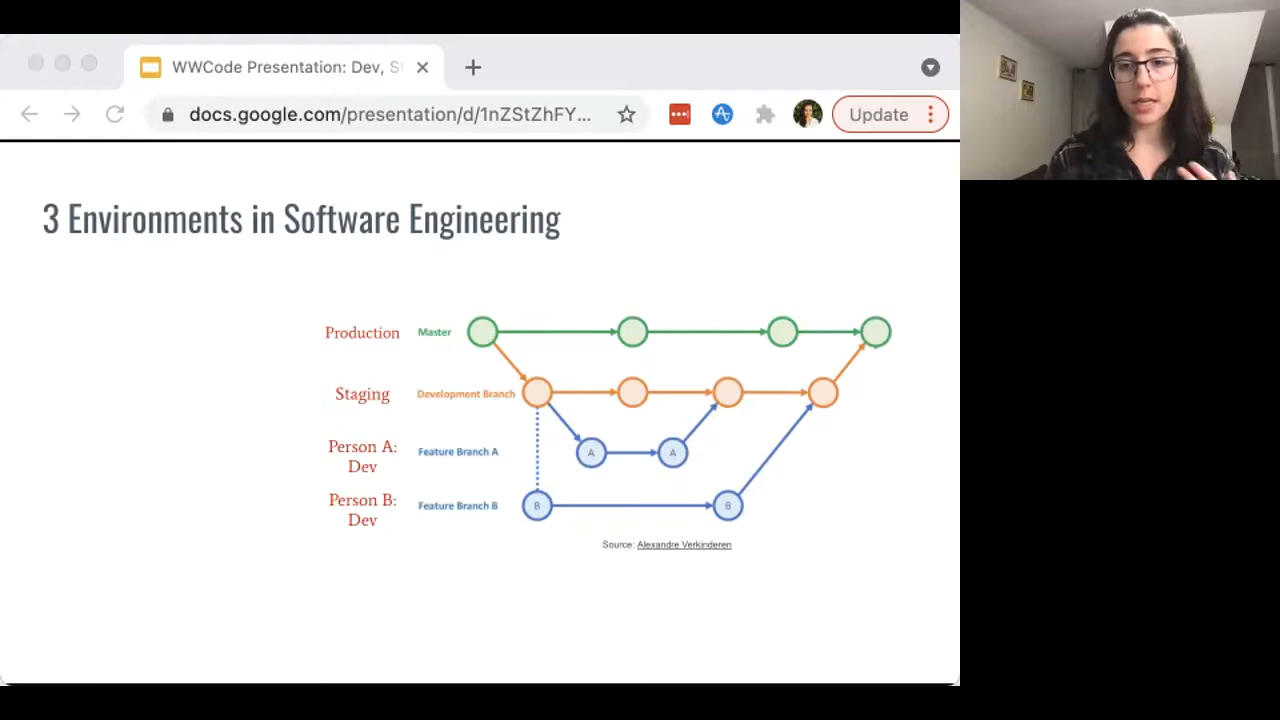 WWCode Presentation: Dev, S
docs.google.com/presentation/d/1nZStZhFY...
Update
3 Environments in Software Engineering
Production
Master
Staging
Development Branch
Person A:
Dev
Feature Branch A
A
A
Person B:
Dev
Feature Branch B
B
B
Source: Alexandre Verkinderen